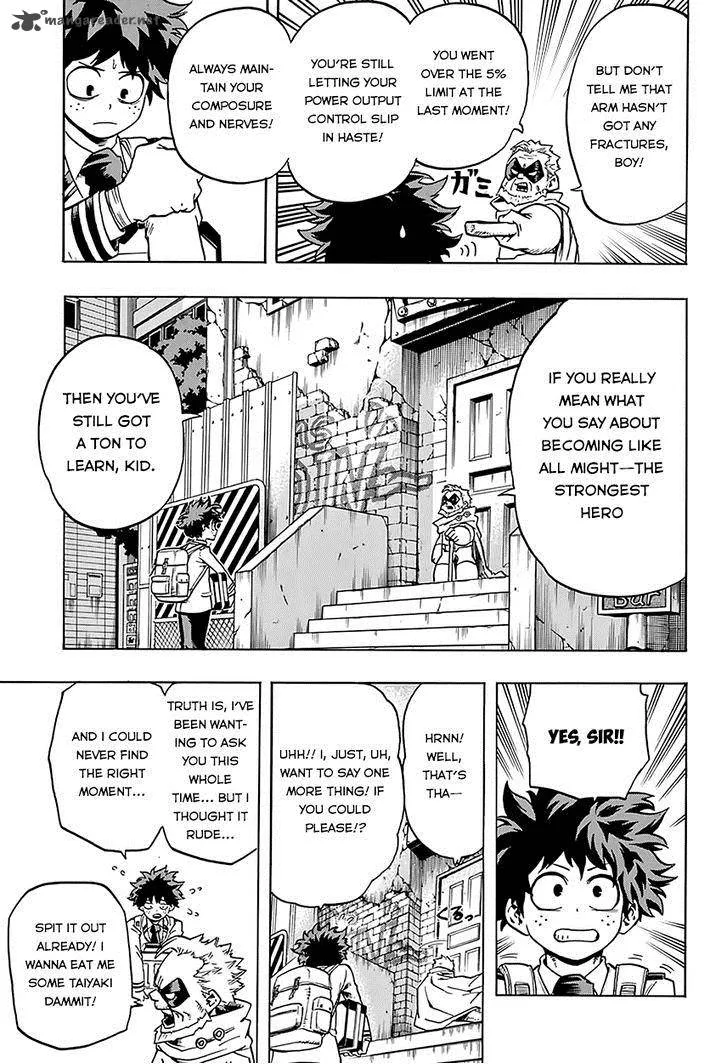 mangareader.net
BUT DON'T
TELL ME THAT
ARM HASN'T
GOT ANY
FRACTURES,
BOY!
YOU WENT
OVER THE 5%
LIMIT AT THE
LAST MOMENT!
ガミ
YOU'RE STILL
LETTING YOUR
POWER OUTPUT
CONTROL SLIP
IN HASTE!
ALWAYS MAIN-
TAIN YOUR
COMPOSURE
AND NERVES!
IF YOU REALLY
MEAN WHAT
YOU SAY ABOUT
BECOMING LIKE
ALL MIGHT—THE
STRONGEST
HERO
THEN YOU'VE
STILL GOT
A TON TO
LEARN, KID.
Bar
YES, SIR!!
HRNN!
WELL,
THAT'S
THA—
くるっ
UHH!! I, JUST, UH,
WANT TO SAY ONE
MORE THING! IF
YOU COULD
PLEASE!?
TRUTH IS, I'VE
BEEN WANT-
ING TO ASK
YOU THIS
WHOLE
TIME... BUT I
THOUGHT IT
RUDE...
AND I COULD
NEVER FIND
THE RIGHT
MOMENT...
SPIT IT OUT
ALREADY! I
WANNA EAT ME
SOME TAIYAKI
DAMMIT!